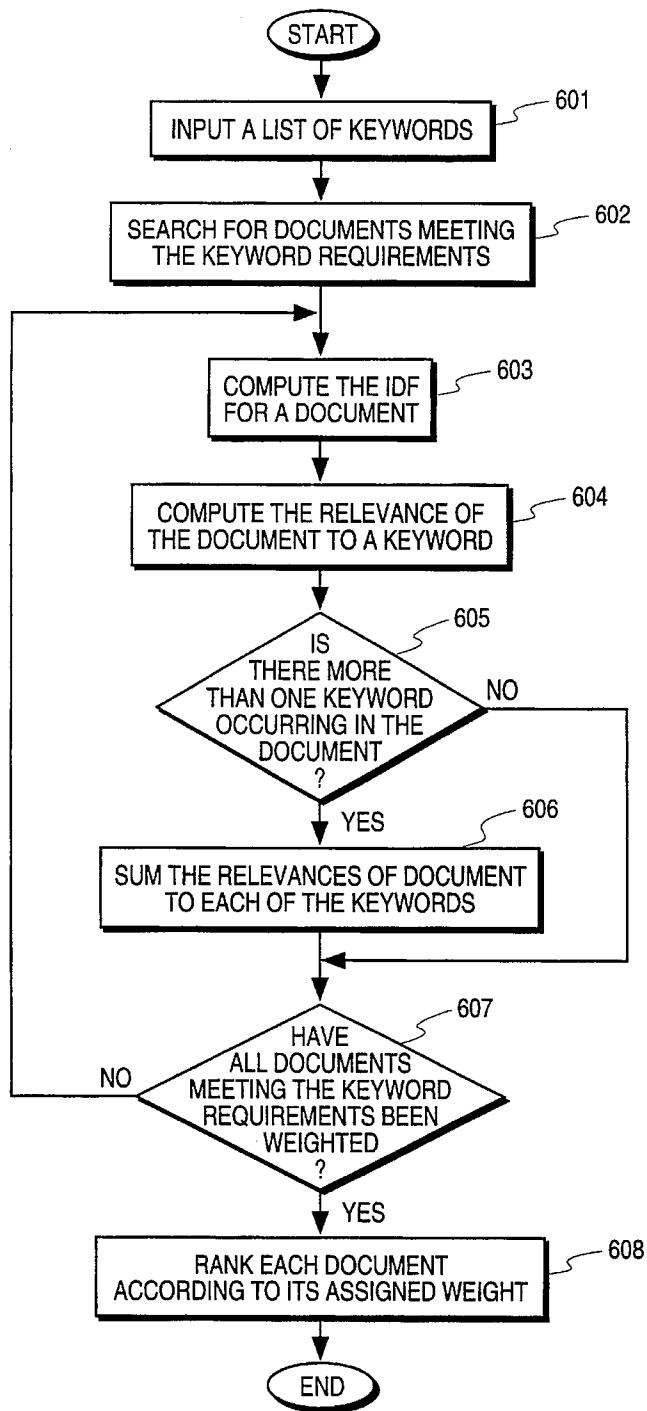 START
601
INPUT A LIST OF KEYWORDS
602
SEARCH FOR DOCUMENTS MEETING
THE KEYWORD REQUIREMENTS
603
COMPUTE THE IDF
FOR A DOCUMENT
604
COMPUTE THE RELEVANCE OF
THE DOCUMENT TO A KEYWORD
605
IS
THERE MORE
THAN ONE KEYWORD
OCCURRING IN THE
DOCUMENT
?
NO
YES
606
SUM THE RELEVANCES OF DOCUMENT
TO EACH OF THE KEYWORDS
607
HAVE
ALL DOCUMENTS
MEETING THE KEYWORD
REQUIREMENTS BEEN
WEIGHTED
?
NO
YES
608
RANK EACH DOCUMENT
ACCORDING TO ITS ASSIGNED WEIGHT
END